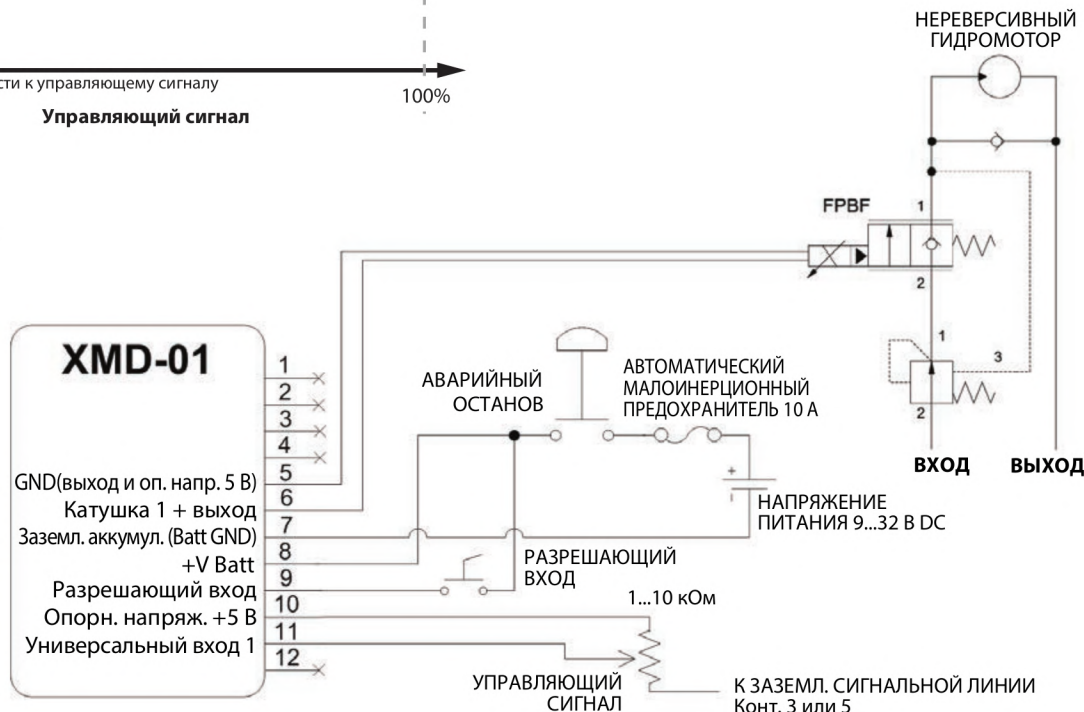 НЕРЕВЕРСИВНЫЙ
ГИДРОМОТОР
сти к управляющему сигналу
100%
Управляющий сигнал
FPBF
1
2
1
3
2
ВХОД
ВЫХОД
XMD-01
1
2
3
4
GND(выход и оп. напр. 5 В)
5
Катушка 1 + выход
6
Заземл. аккумул. (Batt GND)
7
+V Batt
8
Разрешающий вход
9
Опорн. напряж. +5 В
10
Универсальный вход 1
11
12
АВАРИЙНЫЙ
ОСТАНОВ
АВТОМАТИЧЕСКИЙ
МАЛОИНЕРЦИОННЫЙ
ПРЕДОХРАНИТЕЛЬ 10 А
+
-
НАПРЯЖЕНИЕ
ПИТАНИЯ 9...32 В DC
РАЗРЕШАЮЩИЙ
ВХОД
1...10 кОм
УПРАВЛЯЮЩИЙ
СИГНАЛ
К ЗАЗЕМЛ. СИГНАЛЬНОЙ ЛИНИИ
Конт. 3 или 5